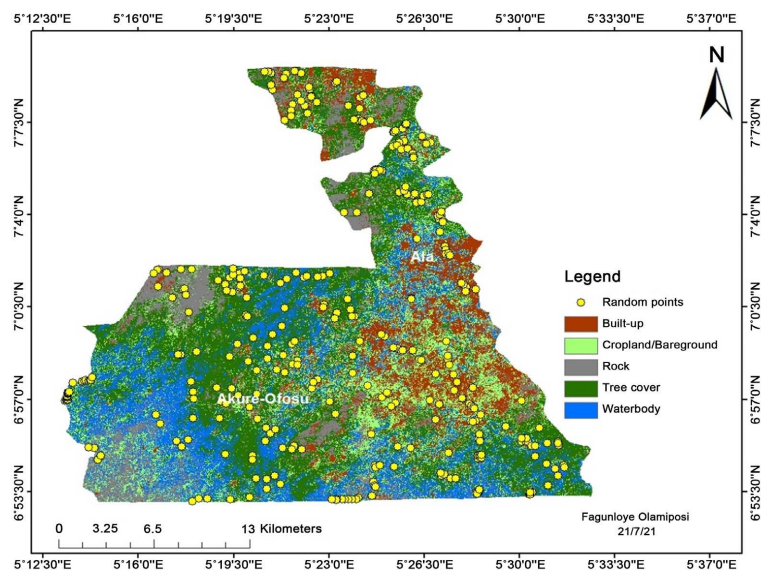 5°12'30"E 5°16'0"E 5°19'30"E 5°23'0"E 5°26'30"E 5°30'0"E 5°33'30"E 5°37'0"E
N
7°7'30"N 7°7'30"N
7°4'0"N 7°4'0"N
Ala
Legend
7°0'30"N 7°0'30"N
Random points
Built-up
Cropland/Bareground
Rock
Tree cover
Waterbody
6°57'0"N 6°57'0"N
Akure-Ofosu
6°53'30"N 6°53'30"N
Fagunloye Olamiposi
21/7/21
0 3.25 6.5 13 Kilometers
5°12'30"E 5°16'0"E 5°19'30"E 5°23'0"E 5°26'30"E 5°30'0"E 5°33'30"E 5°37'0"E